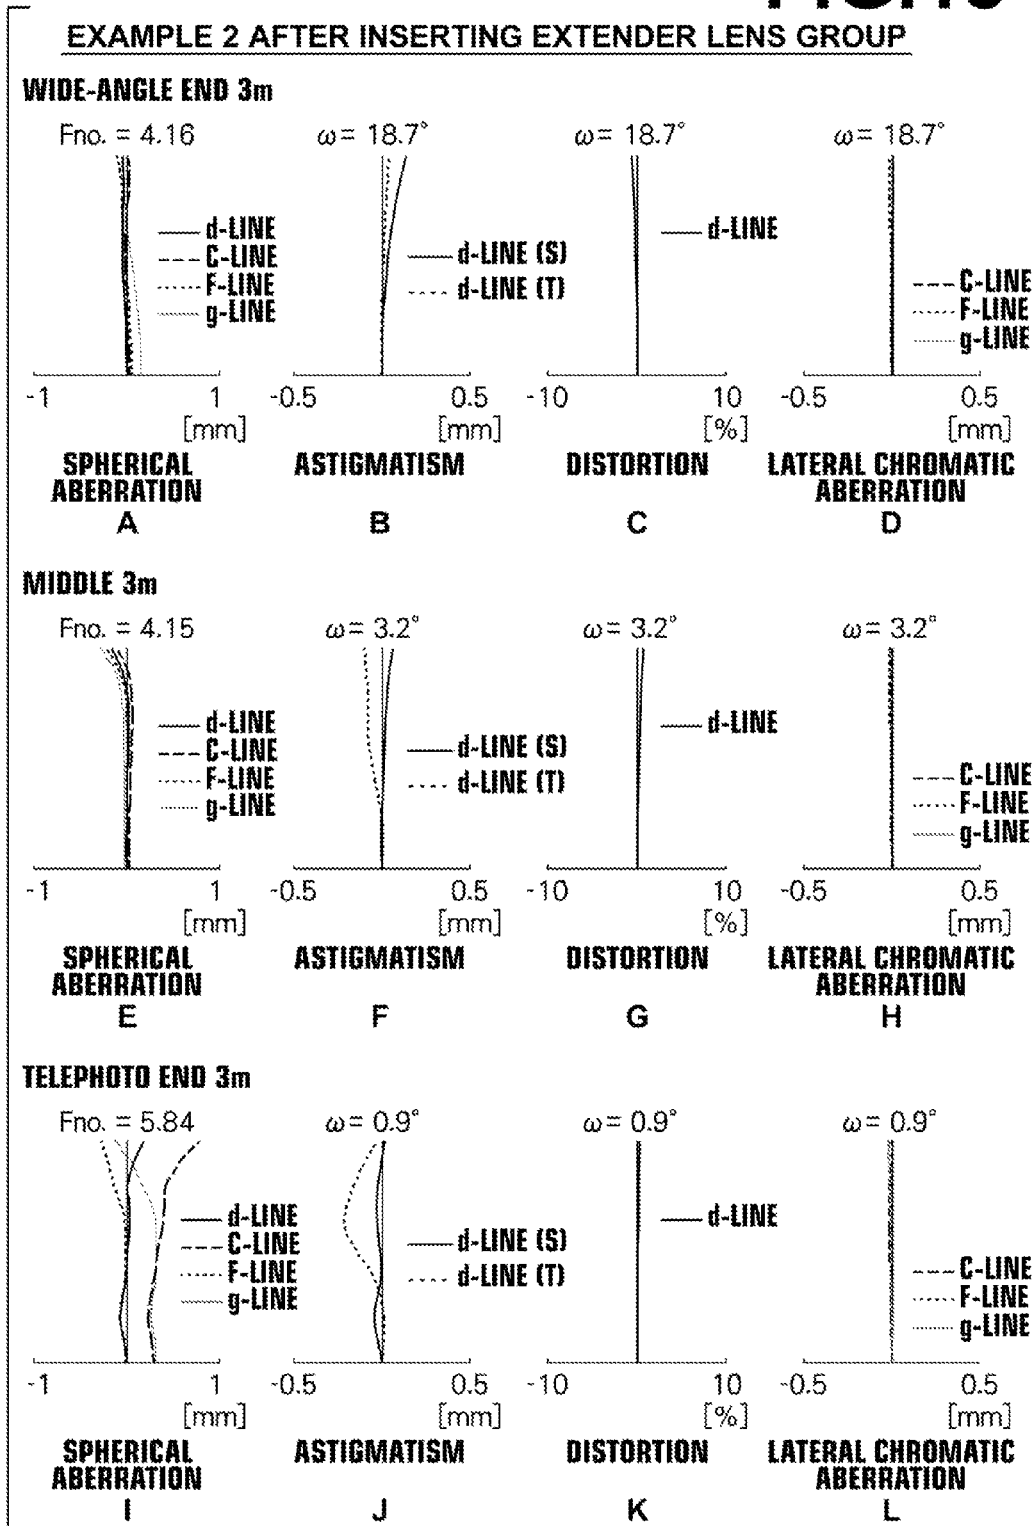 EXAMPLE 2 AFTER INSERTING EXTENDER LENS GROUP
WIDE-ANGLE END 3m
Fno. = 4.16
d-LINE
C-LINE
F-LINE
g-LINE
-1 1
[mm]
SPHERICAL
ABERRATION
A
ω= 18.7°
d-LINE (S)
d-LINE (T)
-0.5 0.5
[mm]
ASTIGMATISM
B
ω= 18.7°
d-LINE
-10 10
[%]
DISTORTION
C
ω= 18.7°
C-LINE
F-LINE
g-LINE
-0.5 0.5
[mm]
LATERAL CHROMATIC
ABERRATION
D
MIDDLE 3m
Fno. = 4.15
d-LINE
C-LINE
F-LINE
g-LINE
-1 1
[mm]
SPHERICAL
ABERRATION
E
ω= 3.2°
d-LINE (S)
d-LINE (T)
-0.5 0.5
[mm]
ASTIGMATISM
F
ω= 3.2°
d-LINE
-10 10
[%]
DISTORTION
G
ω= 3.2°
C-LINE
F-LINE
g-LINE
-0.5 0.5
[mm]
LATERAL CHROMATIC
ABERRATION
H
TELEPHOTO END 3m
Fno. = 5.84
d-LINE
C-LINE
F-LINE
g-LINE
-1 1
[mm]
SPHERICAL
ABERRATION
I
ω= 0.9°
d-LINE (S)
d-LINE (T)
-0.5 0.5
[mm]
ASTIGMATISM
J
ω= 0.9°
d-LINE
-10 10
[%]
DISTORTION
K
ω= 0.9°
C-LINE
F-LINE
g-LINE
-0.5 0.5
[mm]
LATERAL CHROMATIC
ABERRATION
L